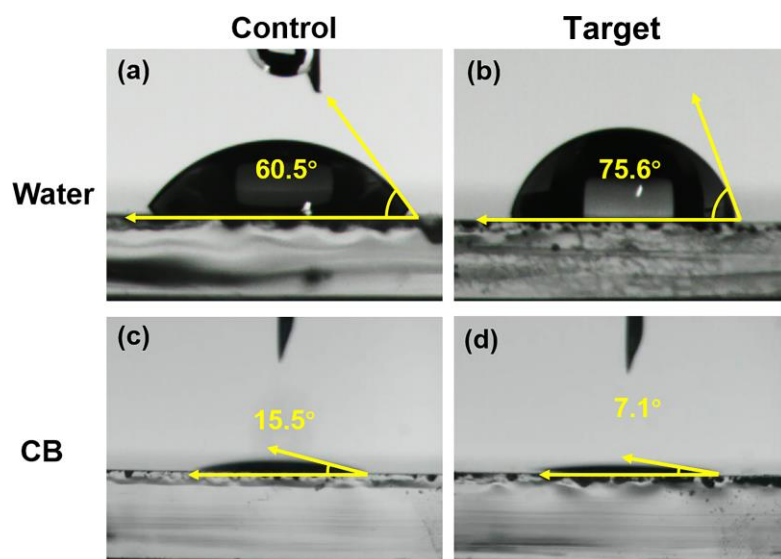 Control
Target
(a)
(b)
Water
60.5°
75.6°
(c)
(d)
CB
15.5°
7.1°